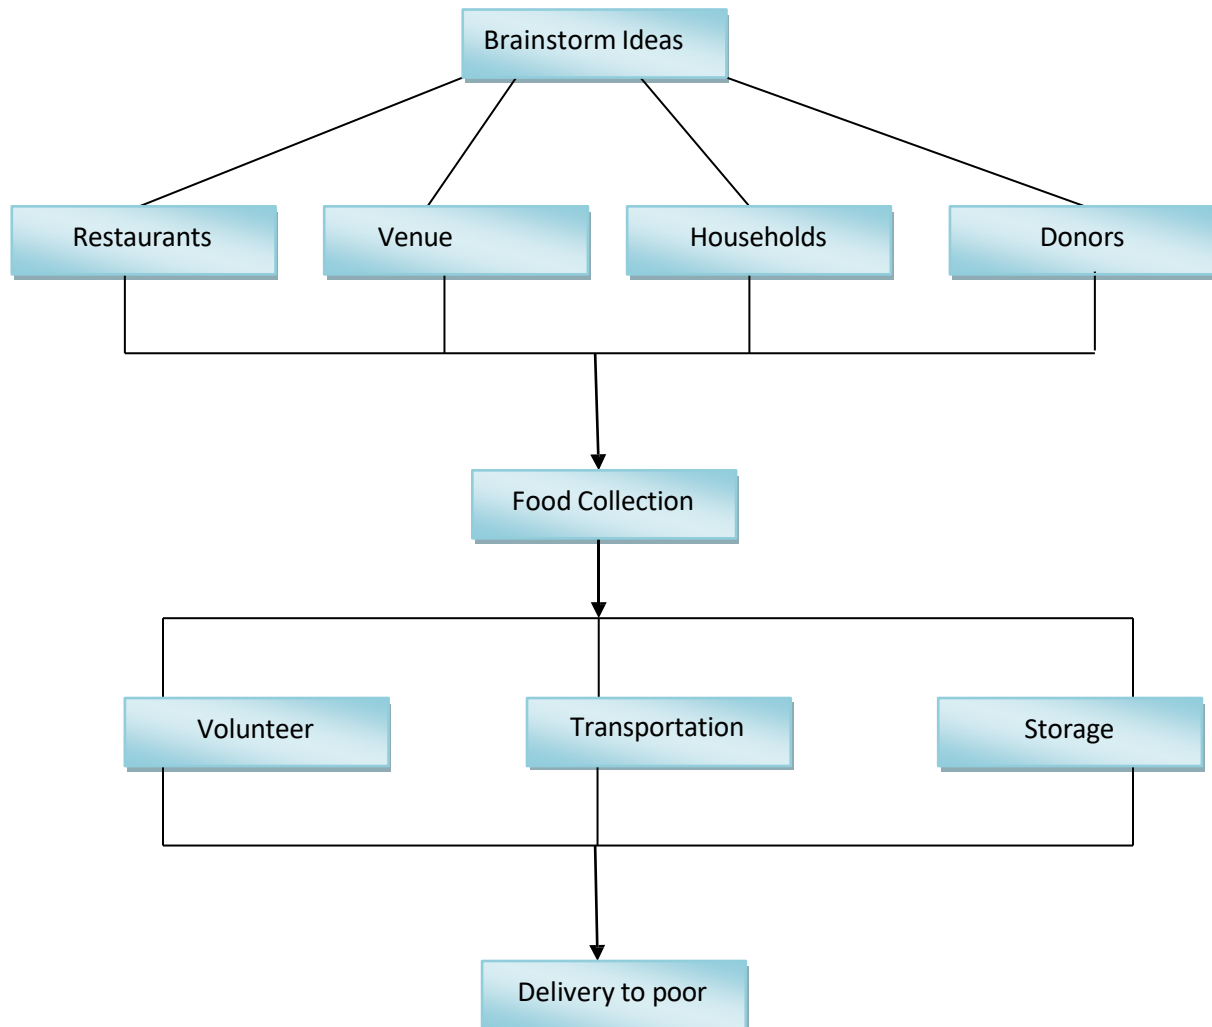 Brainstorm Ideas
Restaurants
Venue
Households
Donors
Food Collection
Volunteer
Transportation
Storage
Delivery to poor